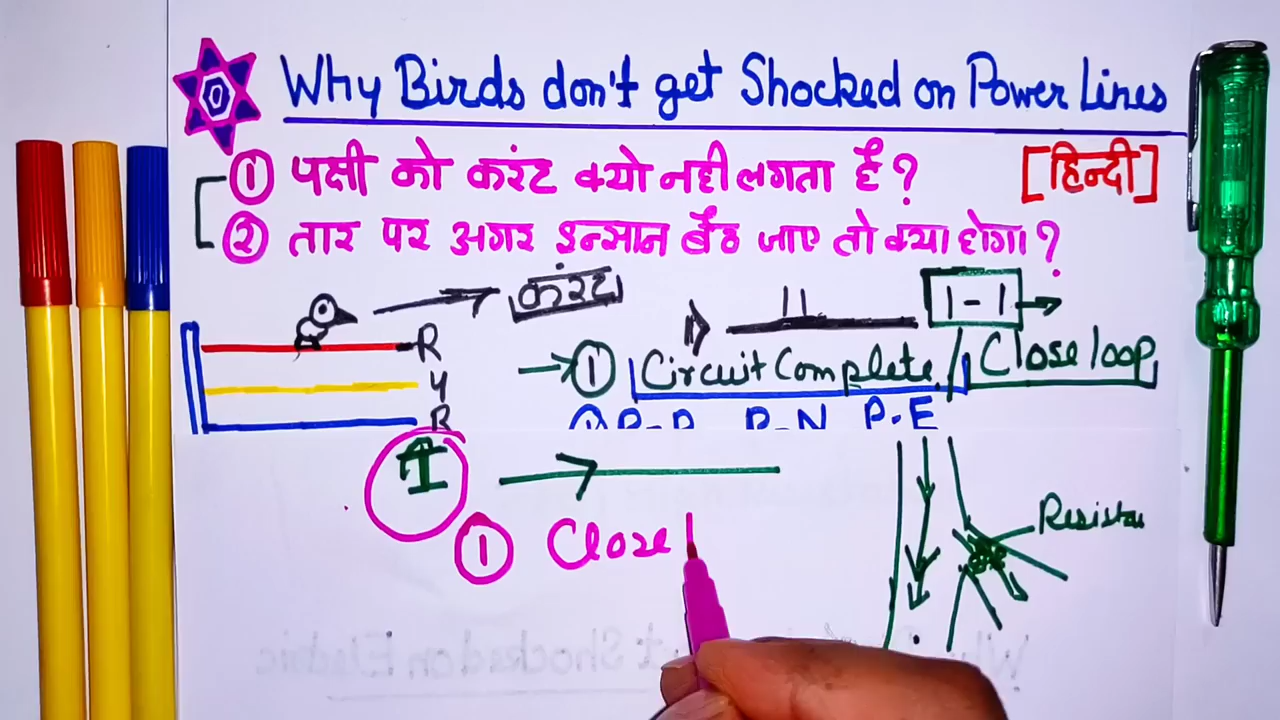 Why Birds don't get Shocked on Power Lines
① पक्षी को करंट क्यो नही लगता है?
[हिन्दी]
② तार पर अगर इन्सान बैठ जाए तो क्या होगा?
करंट
1-1
R
Y
① Circuit Complete / Close loop
R
P-N P-E
I
① Close
Resistor